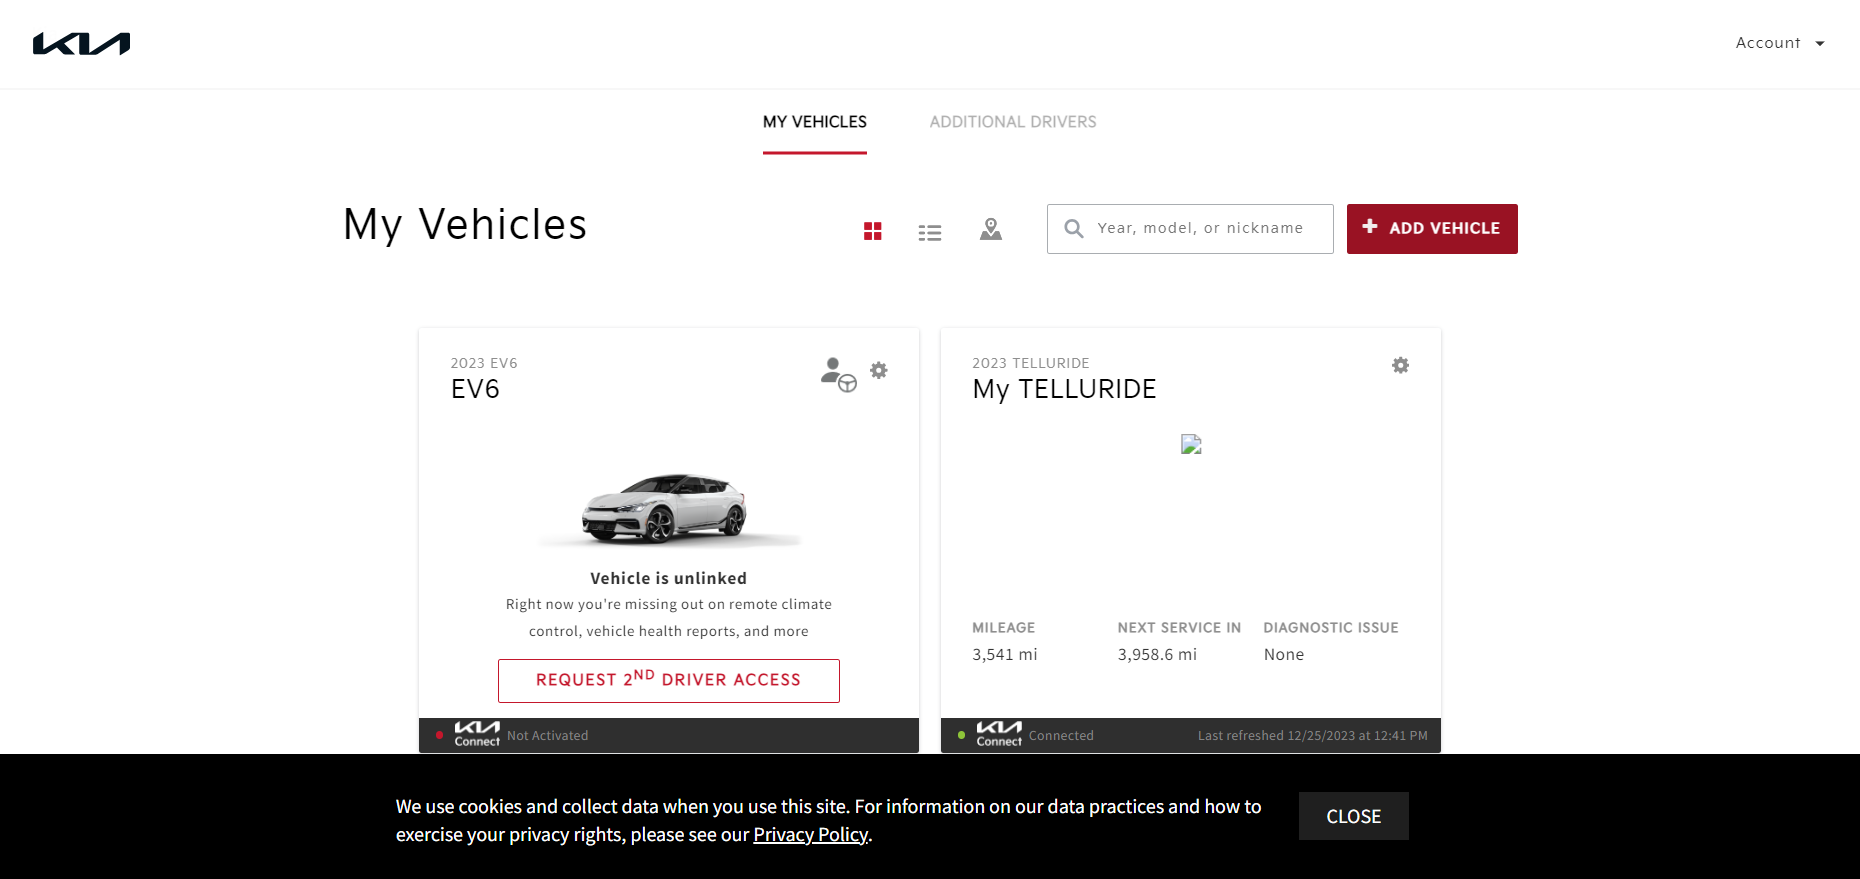 KIA
Account
MY VEHICLES
ADDITIONAL DRIVERS
My Vehicles
Year, model, or nickname
ADD VEHICLE
2023 EV6
EV6
Vehicle is unlinked
Right now you're missing out on remote climate
control, vehicle health reports, and more
REQUEST 2ND DRIVER ACCESS
KIA
Connect Not Activated
2023 TELLURIDE
My TELLURIDE
MILEAGE NEXT SERVICE IN DIAGNOSTIC ISSUE
3,541 mi 3,958.6 mi None
KIA
Connect Connected Last refreshed 12/25/2023 at 12:41 PM
We use cookies and collect data when you use this site. For information on our data practices and how to
exercise your privacy rights, please see our Privacy Policy.
CLOSE